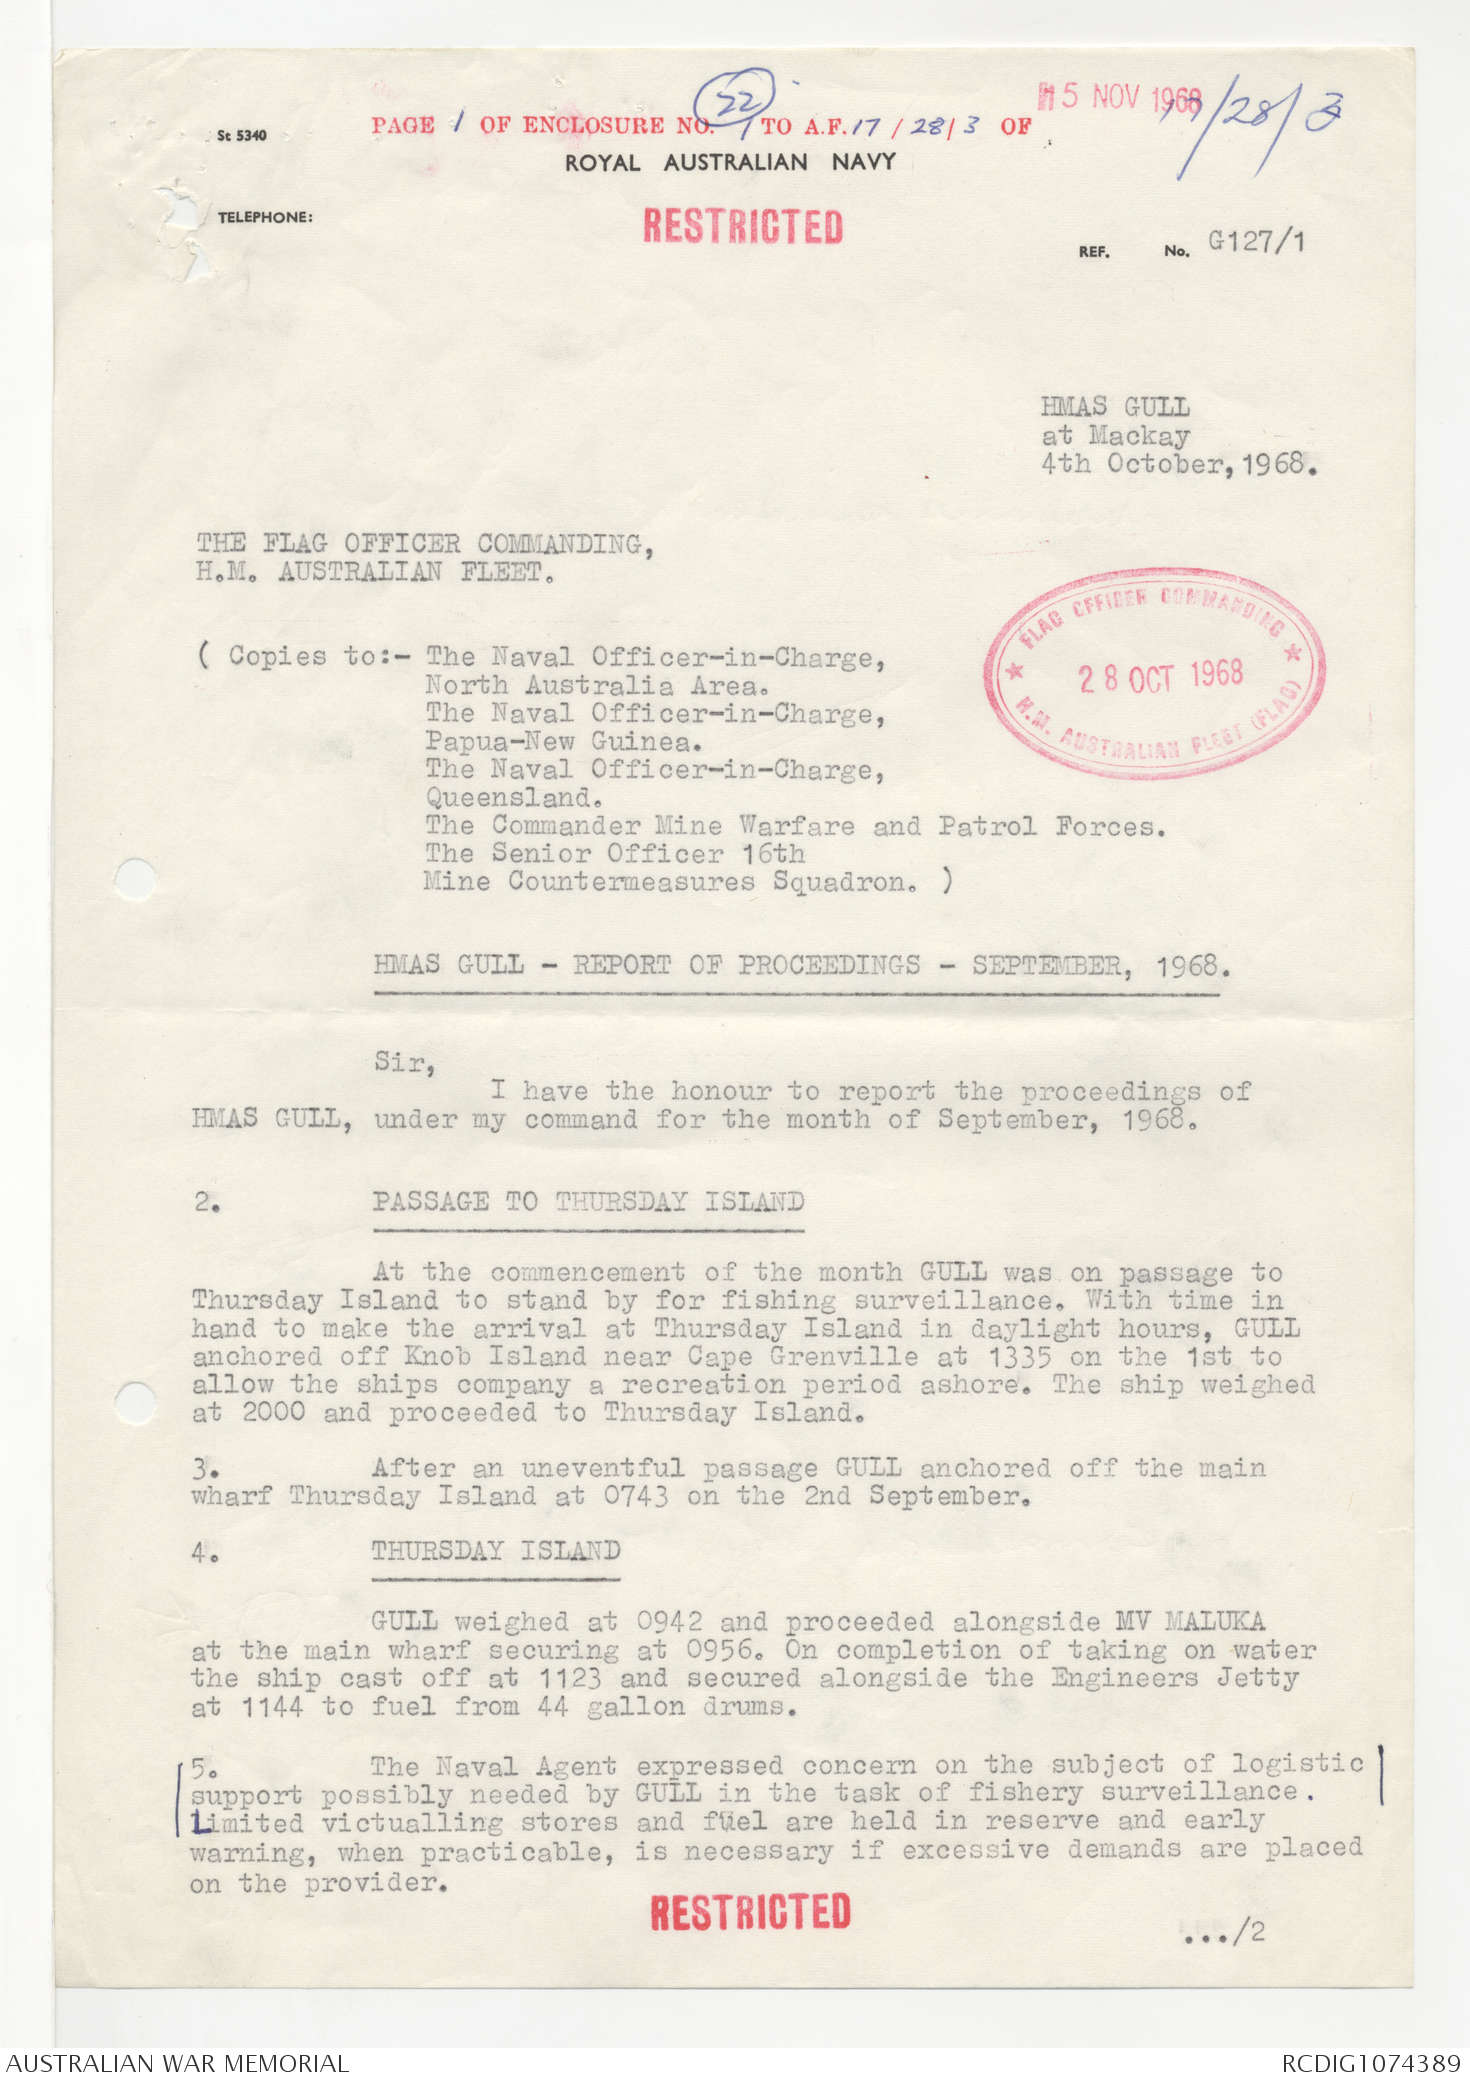 15 NOV 1968
St 5340
PAGE 1 OF ENCLOSURE NO. 22/1 TO A.F. 17/28/3 OF
17/28/3
ROYAL AUSTRALIAN NAVY
TELEPHONE:
RESTRICTED
REF. No. G127/1
HMAS GULL
at Mackay
4th October, 1968.
THE FLAG OFFICER COMMANDING,
H.M. AUSTRALIAN FLEET.
★ FLAG OFFICER COMMANDING ★
28 OCT 1968
H.M. AUSTRALIAN FLEET (FLAG)
( Copies to:- The Naval Officer-in-Charge,
North Australia Area.
The Naval Officer-in-Charge,
Papua-New Guinea.
The Naval Officer-in-Charge,
Queensland.
The Commander Mine Warfare and Patrol Forces.
The Senior Officer 16th
Mine Countermeasures Squadron. )
HMAS GULL - REPORT OF PROCEEDINGS - SEPTEMBER, 1968.
Sir,
I have the honour to report the proceedings of
HMAS GULL, under my command for the month of September, 1968.
2. PASSAGE TO THURSDAY ISLAND
At the commencement of the month GULL was on passage to
Thursday Island to stand by for fishing surveillance. With time in
hand to make the arrival at Thursday Island in daylight hours, GULL
anchored off Knob Island near Cape Grenville at 1335 on the 1st to
allow the ships company a recreation period ashore. The ship weighed
at 2000 and proceeded to Thursday Island.
3. After an uneventful passage GULL anchored off the main
wharf Thursday Island at 0743 on the 2nd September.
4. THURSDAY ISLAND
GULL weighed at 0942 and proceeded alongside MV MALUKA
at the main wharf securing at 0956. On completion of taking on water
the ship cast off at 1123 and secured alongside the Engineers Jetty
at 1144 to fuel from 44 gallon drums.
5. The Naval Agent expressed concern on the subject of logistic
support possibly needed by GULL in the task of fishery surveillance.
Limited victualling stores and fuel are held in reserve and early
warning, when practicable, is necessary if excessive demands are placed
on the provider.
RESTRICTED
.../2
AUSTRALIAN WAR MEMORIAL
RCDIG1074389